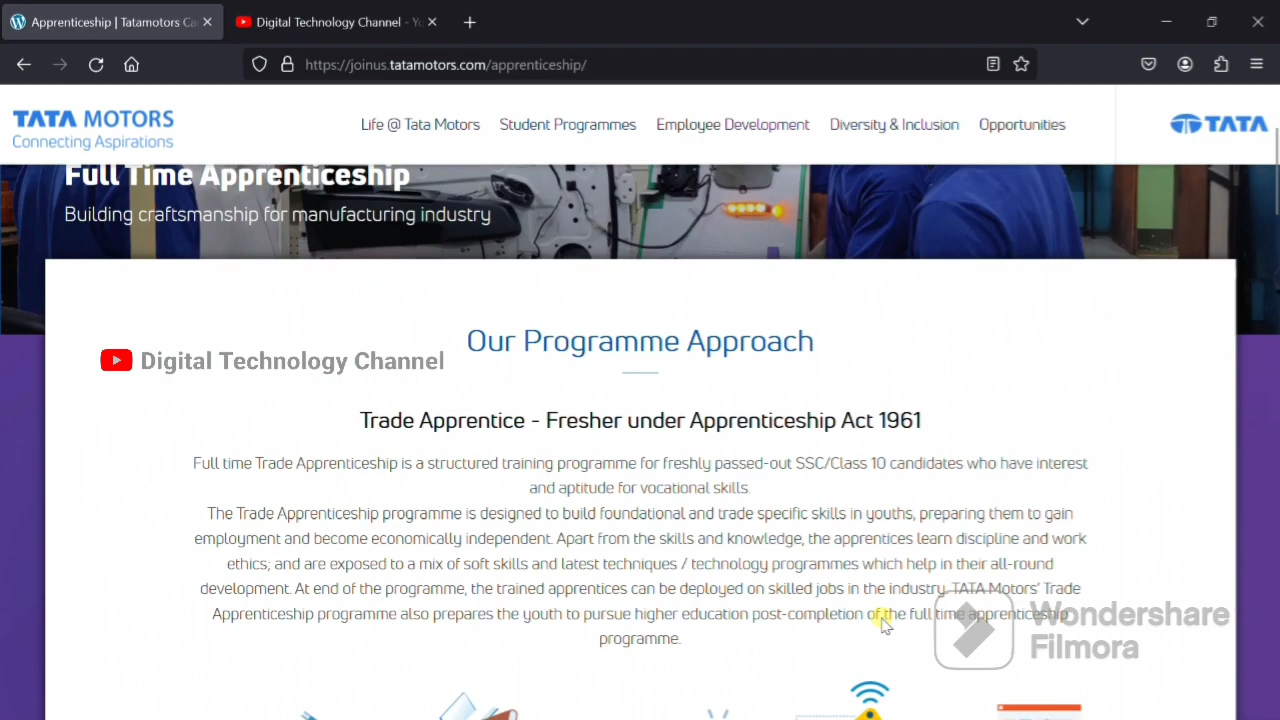 Apprenticeship | Tatamotors Ca
Digital Technology Channel - Yo
https://joinus.tatamotors.com/apprenticeship/
TATA MOTORS
Connecting Aspirations
Life @ Tata Motors
Student Programmes
Employee Development
Diversity & Inclusion
Opportunities
TATA
Full Time Apprenticeship
Building craftsmanship for manufacturing industry
Our Programme Approach
Digital Technology Channel
Trade Apprentice - Fresher under Apprenticeship Act 1961
Full time Trade Apprenticeship is a structured training programme for freshly passed-out SSC/Class 10 candidates who have interest
and aptitude for vocational skills.
The Trade Apprenticeship programme is designed to build foundational and trade specific skills in youths, preparing them to gain
employment and become economically independent. Apart from the skills and knowledge, the apprentices learn discipline and work
ethics; and are exposed to a mix of soft skills and latest techniques / technology programmes which help in their all-round
development. At end of the programme, the trained apprentices can be deployed on skilled jobs in the industry. TATA Motors' Trade
Apprenticeship programme also prepares the youth to pursue higher education post-completion of the full time apprenticeship
programme.
Wondershare
Filmora